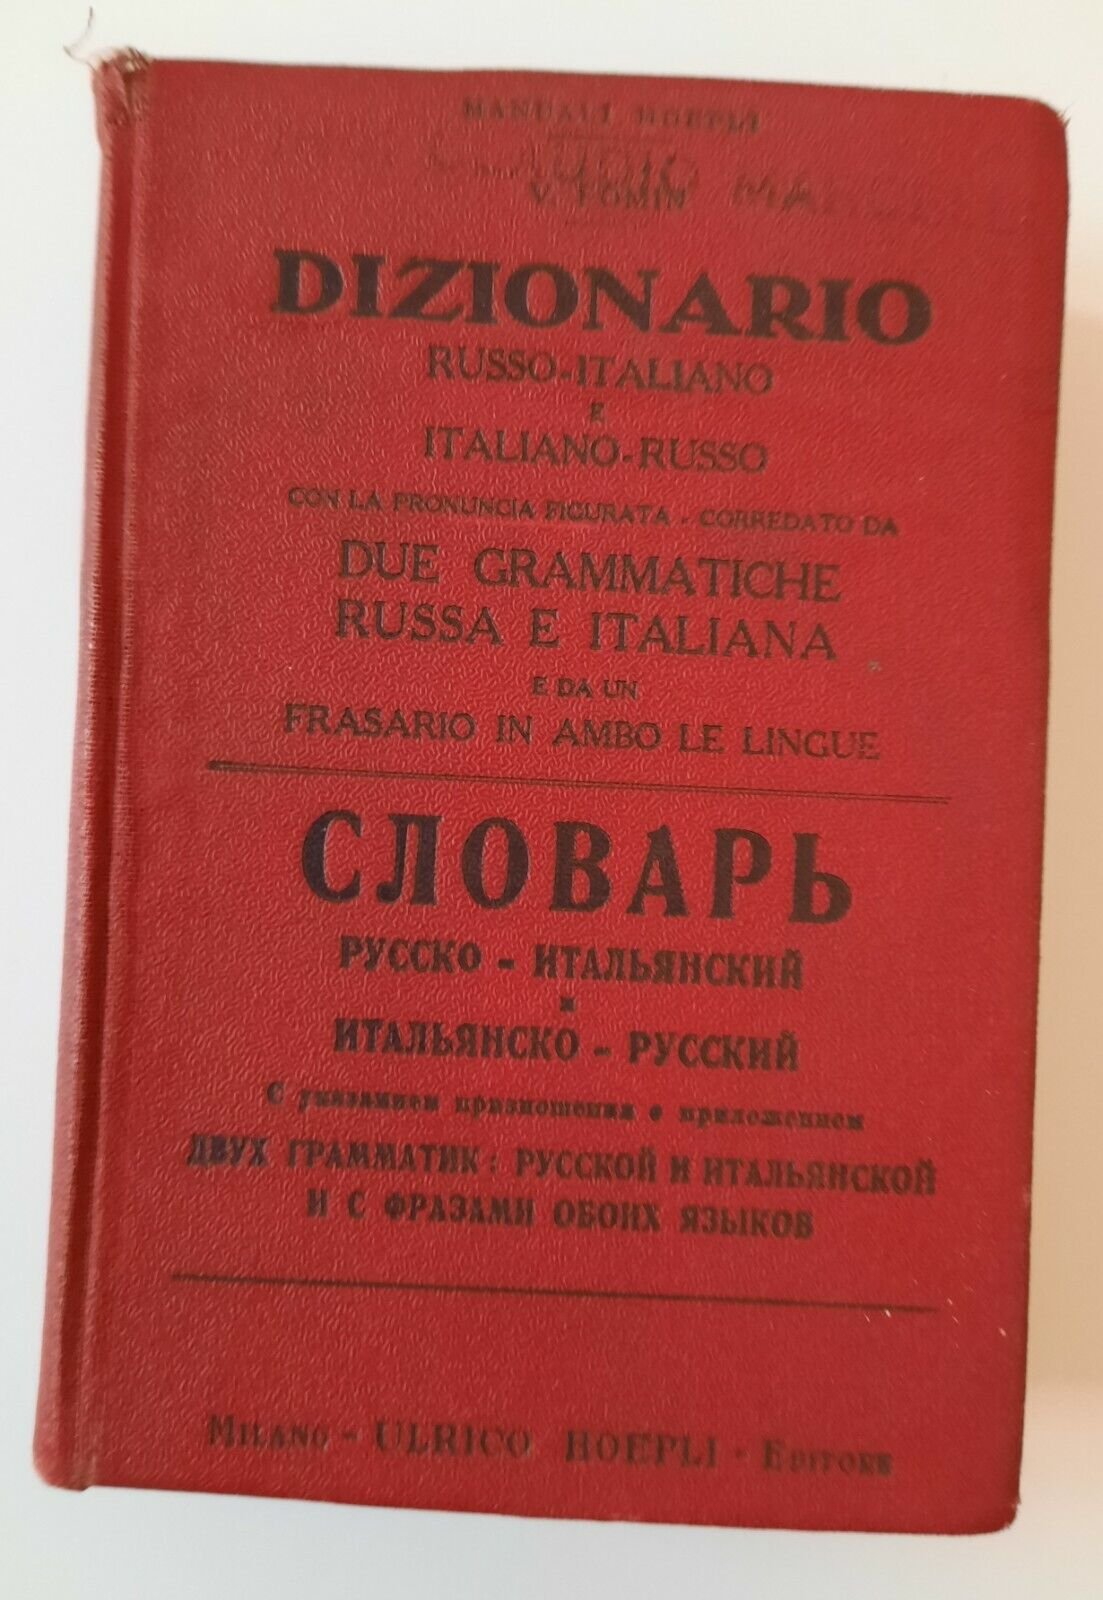 MANUALI HOEPLI
V. FOMIN
DIZIONARIO
RUSSO-ITALIANO
E
ITALIANO-RUSSO
CON LA PRONUNCIA FIGURATA - CORREDATO DA
DUE GRAMMATICHE
RUSSA E ITALIANA
E DA UN
FRASARIO IN AMBO LE LINGUE
СЛОВАРЬ
РУССКО - ИТАЛЬЯНСКИЙ
и
ИТАЛЬЯНСКО - РУССКИЙ
С указанием произношения с приложением
ДВУХ ГРАММАТИК: РУССКОЙ И ИТАЛЬЯНСКОЙ
И С ФРАЗАМИ ОБОИХ ЯЗЫКОВ
MILANO - ULRICO HOEPLI - EDITORE